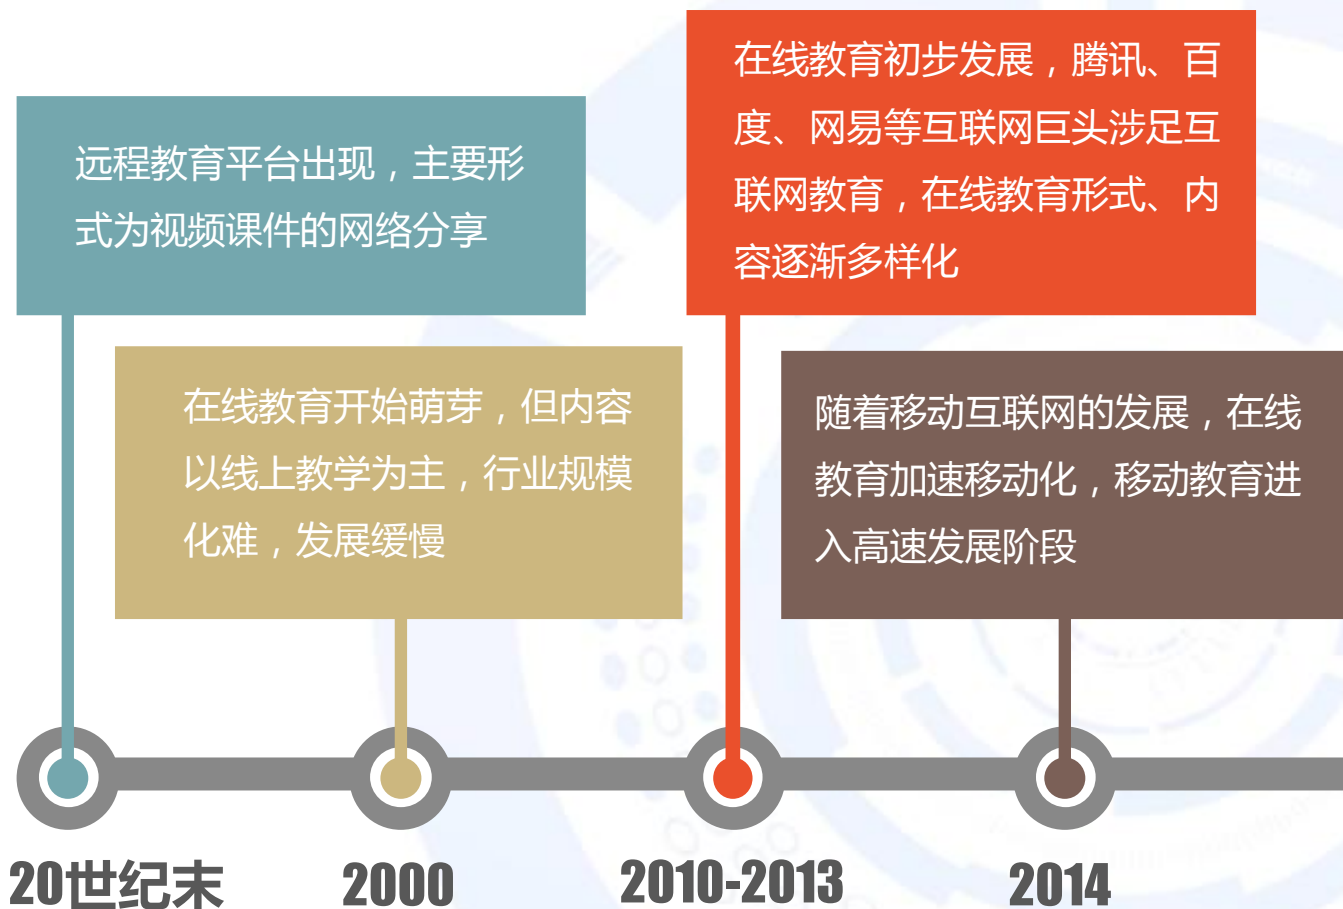 远程教育平台出现，主要形
式为视频课件的网络分享
在线教育开始萌芽，但内容
以线上教学为主，行业规模
化难，发展缓慢
在线教育初步发展，腾讯、百
度、网易等互联网巨头涉足互
联网教育，在线教育形式、内
容逐渐多样化
随着移动互联网的发展，在线
教育加速移动化，移动教育进
入高速发展阶段
20世纪末
2000
2010-2013
2014